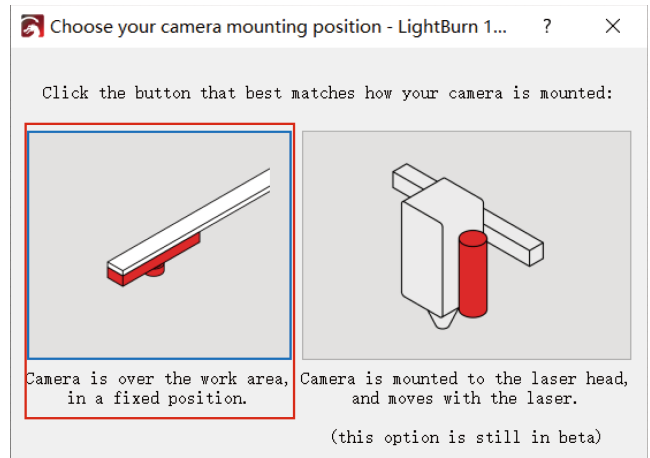 Choose your camera mounting position - LightBurn 1...
Click the button that best matches how your camera is mounted:
Camera is over the work area,
in a fixed position.
Camera is mounted to the laser head,
and moves with the laser.
(this option is still in beta)